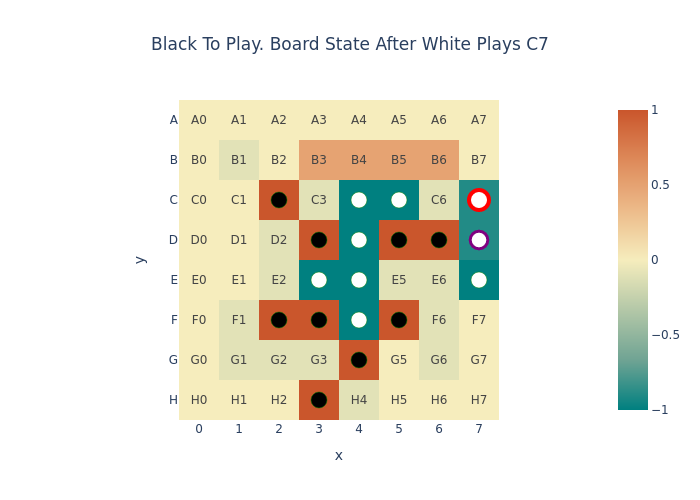 Black To Play. Board State After White Plays C7
A A0 A1 A2 A3 A4 A5 A6 A7 1
B B0 B1 B2 B3 B4 B5 B6 B7 0.5
C C0 C1 C3 C6
D D0 D1 D2
y
0
E E0 E1 E2 E5 E6
F F0 F1 F6 F7 −0.5
G G0 G1 G2 G3 G5 G6 G7
H H0 H1 H2 H4 H5 H6 H7 −1
0 1 2 3 4 5 6 7
x